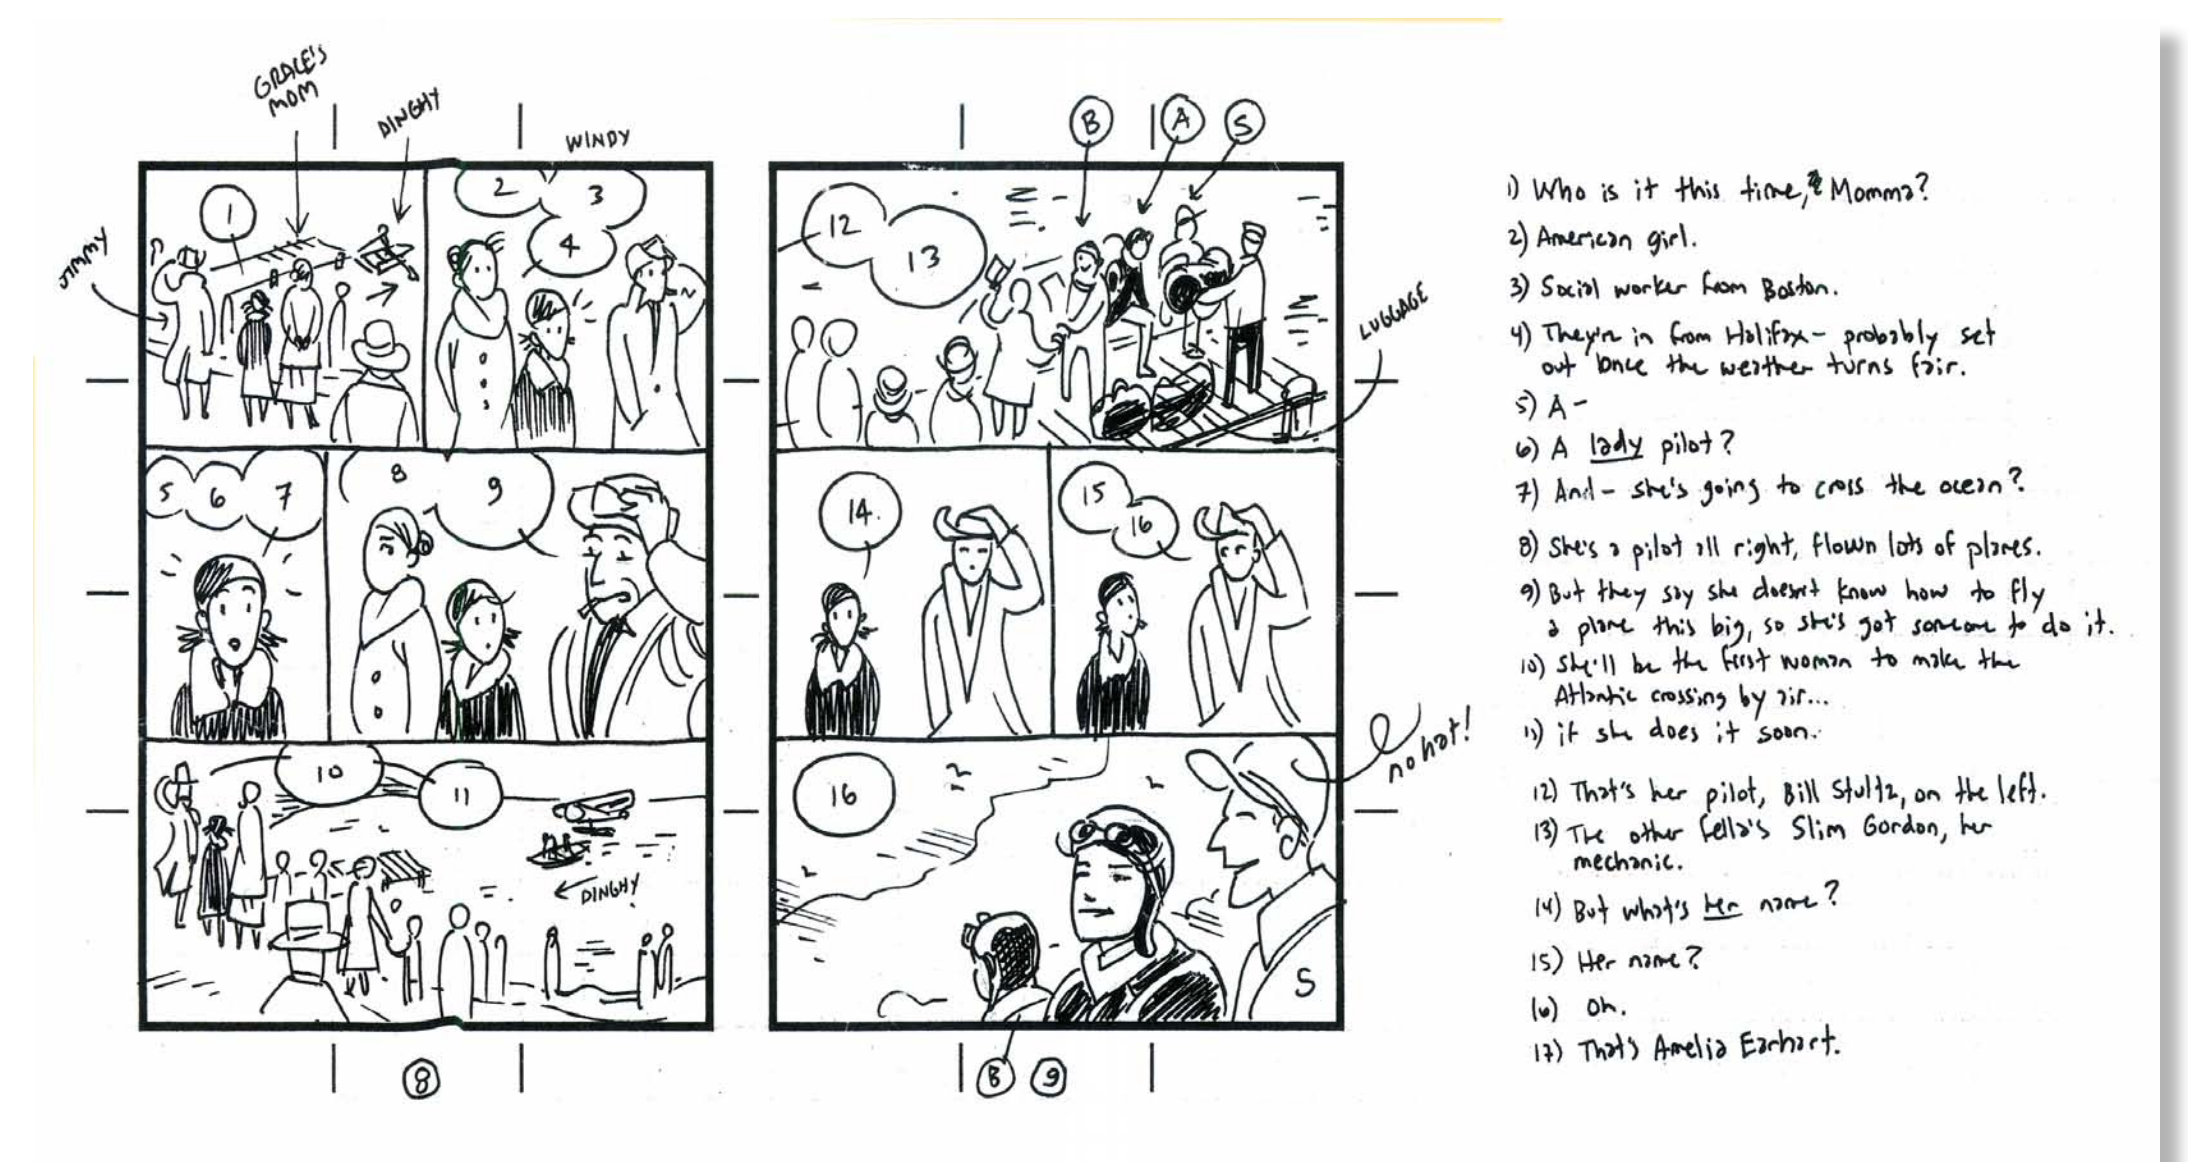 GRACE'S
MOM
DINGHY
WINDY
JIMMY
1
2
3
4
5
6
7
8
9
10
11
DINGHY
8
B
A
S
12
13
LUGGAGE
14
15
16
no hat!
16
S
B
9
1) Who is it this time, Momma?
2) American girl.
3) Social worker from Boston.
4) They're in from Halifax - probably set
out once the weather turns fair.
5) A -
6) A lady pilot?
7) And - she's going to cross the ocean?
8) She's a pilot all right, flown lots of planes.
9) But they say she doesn't know how to fly
a plane this big, so she's got someone to do it.
10) She'll be the first woman to make the
Atlantic crossing by air...
11) if she does it soon.
12) That's her pilot, Bill Stultz, on the left.
13) The other fella's Slim Gordon, her
mechanic.
14) But what's her name?
15) Her name?
16) Oh.
17) That's Amelia Earhart.